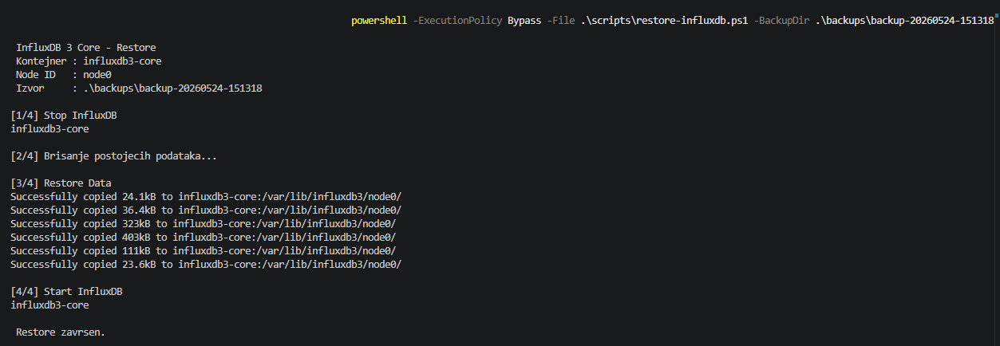 powershell -ExecutionPolicy Bypass -File .\scripts\restore-influxdb.ps1 -BackupDir .\backups\backup-20260524-151318
InfluxDB 3 Core - Restore
Kontejner : influxdb3-core
Node ID   : node0
Izvor     : .\backups\backup-20260524-151318
[1/4] Stop InfluxDB
influxdb3-core
[2/4] Brisanje postojecih podataka...
[3/4] Restore Data
Successfully copied 24.1kB to influxdb3-core:/var/lib/influxdb3/node0/
Successfully copied 36.4kB to influxdb3-core:/var/lib/influxdb3/node0/
Successfully copied 323kB to influxdb3-core:/var/lib/influxdb3/node0/
Successfully copied 403kB to influxdb3-core:/var/lib/influxdb3/node0/
Successfully copied 111kB to influxdb3-core:/var/lib/influxdb3/node0/
Successfully copied 23.6kB to influxdb3-core:/var/lib/influxdb3/node0/
[4/4] Start InfluxDB
influxdb3-core
Restore zavrsen.